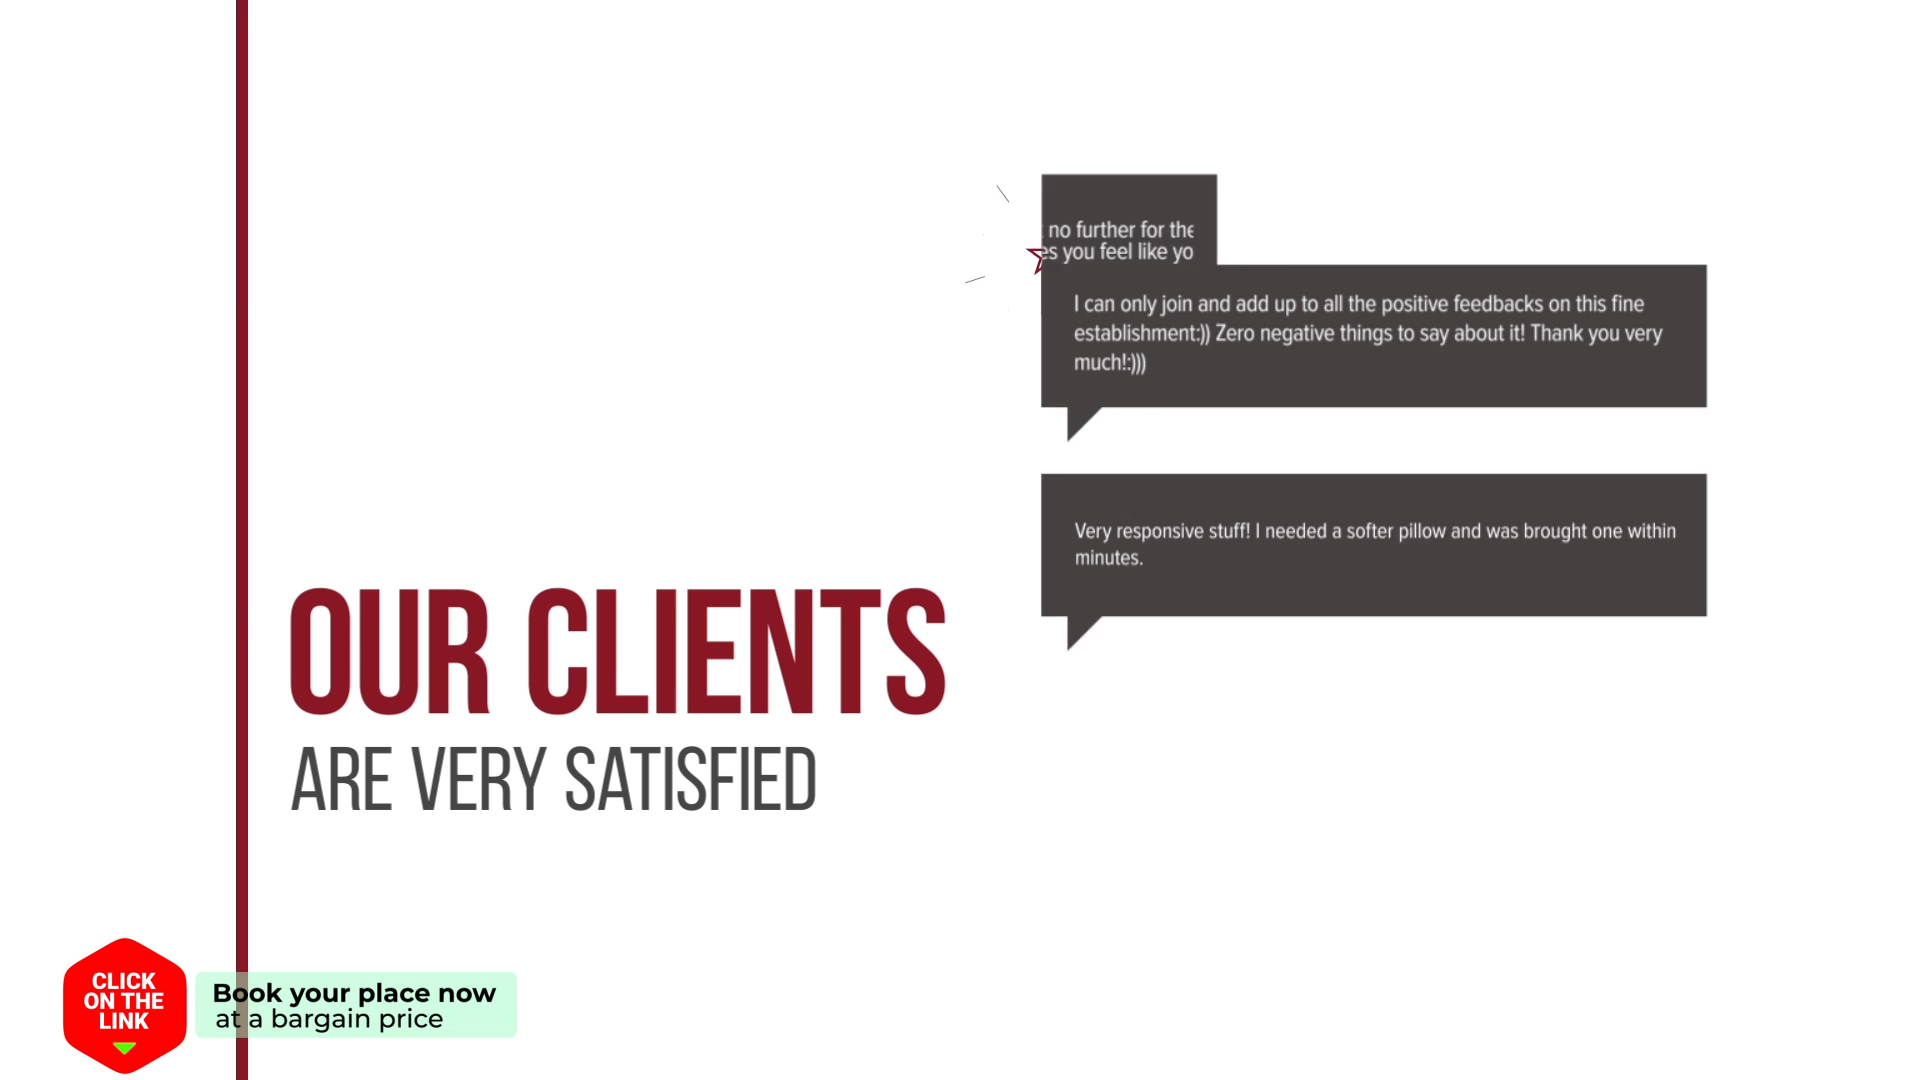 no further for the
es you feel like yo
I can only join and add up to all the positive feedbacks on this fine
establishment:)) Zero negative things to say about it! Thank you very
much!:)))
Very responsive stuff! I needed a softer pillow and was brought one within
minutes.
OUR CLIENTS
ARE VERY SATISFIED
CLICK
ON THE
LINK
Book your place now
at a bargain price